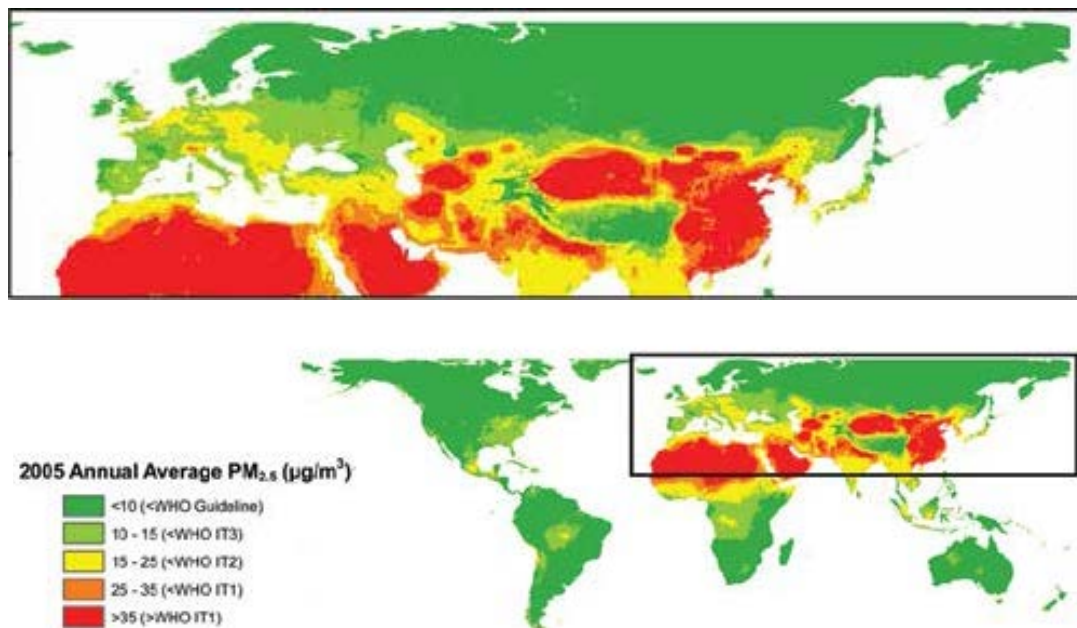 2005 Annual Average PM₂.₅ (µg/m³)
<10 (<WHO Guideline)
10 - 15 (<WHO IT3)
15 - 25 (<WHO IT2)
25 - 35 (<WHO IT1)
>35 (>WHO IT1)